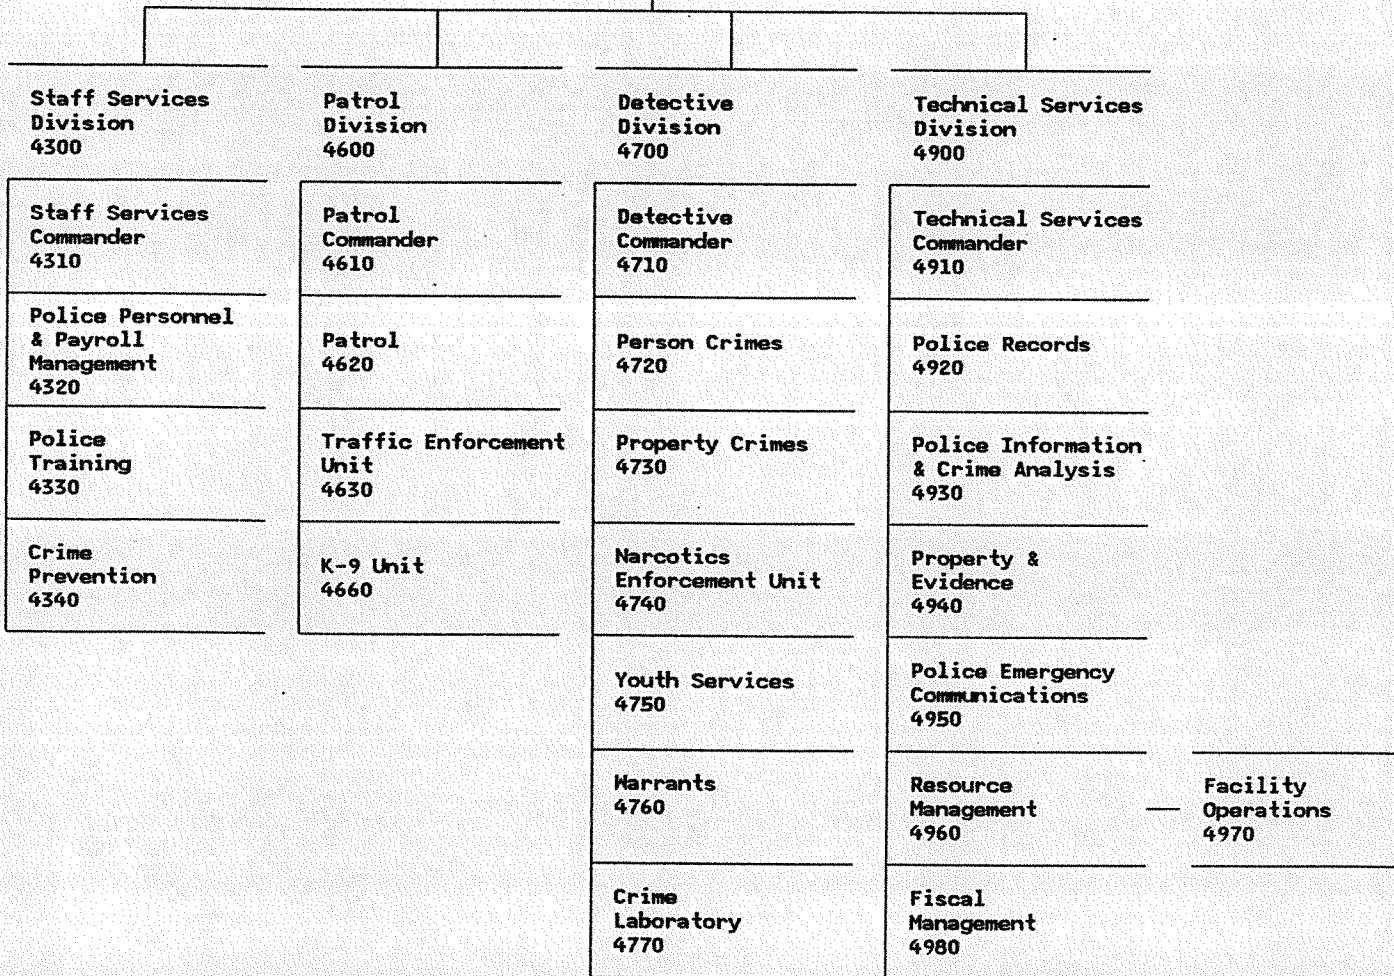 Staff Services
Division
4300
Patrol
Division
4600
Detective
Division
4700
Technical Services
Division
4900
Staff Services
Commander
4310
Police Personnel
& Payroll
Management
4320
Police
Training
4330
Crime
Prevention
4340
Patrol
Commander
4610
Patrol
4620
Traffic Enforcement
Unit
4630
K-9 Unit
4660
Detective
Commander
4710
Person Crimes
4720
Property Crimes
4730
Narcotics
Enforcement Unit
4740
Youth Services
4750
Warrants
4760
Crime
Laboratory
4770
Technical Services
Commander
4910
Police Records
4920
Police Information
& Crime Analysis
4930
Property &
Evidence
4940
Police Emergency
Communications
4950
Resource
Management
4960
Facility
Operations
4970
Fiscal
Management
4980